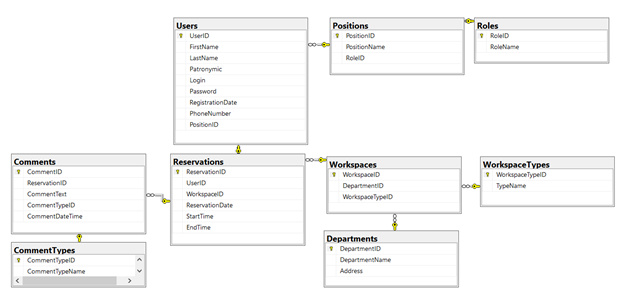 Users
UserID
FirstName
LastName
Patronymic
Login
Password
RegistrationDate
PhoneNumber
PositionID
Positions
PositionID
PositionName
RoleID
Roles
RoleID
RoleName
Comments
CommentID
ReservationID
CommentText
CommentTypeID
CommentDateTime
Reservations
ReservationID
UserID
WorkspaceID
ReservationDate
StartTime
EndTime
Workspaces
WorkspaceID
DepartmentID
WorkspaceTypeID
WorkspaceTypes
WorkspaceTypeID
TypeName
CommentTypes
CommentTypeID
CommentTypeName
Departments
DepartmentID
DepartmentName
Address